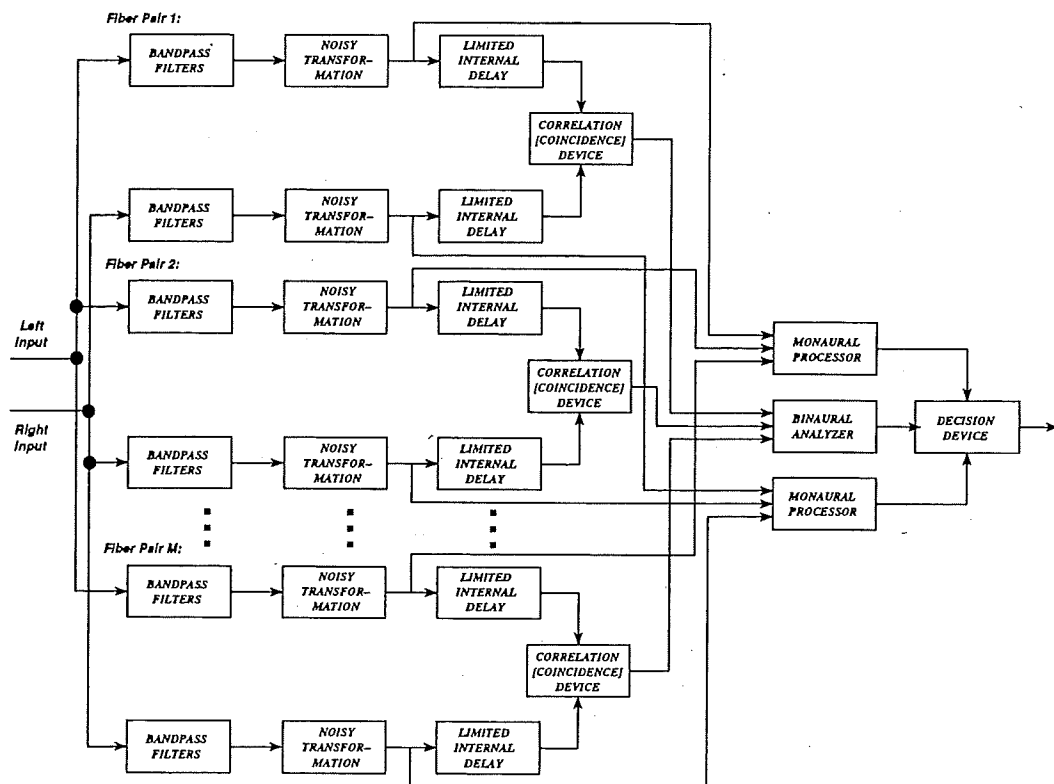 Fiber Pair 1:
BANDPASS
FILTERS
NOISY
TRANSFOR-
MATION
LIMITED
INTERNAL
DELAY
CORRELATION
[COINCIDENCE]
DEVICE
BANDPASS
FILTERS
NOISY
TRANSFOR-
MATION
LIMITED
INTERNAL
DELAY
Fiber Pair 2:
BANDPASS
FILTERS
NOISY
TRANSFOR-
MATION
LIMITED
INTERNAL
DELAY
Left
Input
Right
Input
CORRELATION
[COINCIDENCE]
DEVICE
MONAURAL
PROCESSOR
BINAURAL
ANALYZER
DECISION
DEVICE
MONAURAL
PROCESSOR
BANDPASS
FILTERS
NOISY
TRANSFOR-
MATION
LIMITED
INTERNAL
DELAY
Fiber Pair M:
BANDPASS
FILTERS
NOISY
TRANSFOR-
MATION
LIMITED
INTERNAL
DELAY
CORRELATION
[COINCIDENCE]
DEVICE
BANDPASS
FILTERS
NOISY
TRANSFOR-
MATION
LIMITED
INTERNAL
DELAY